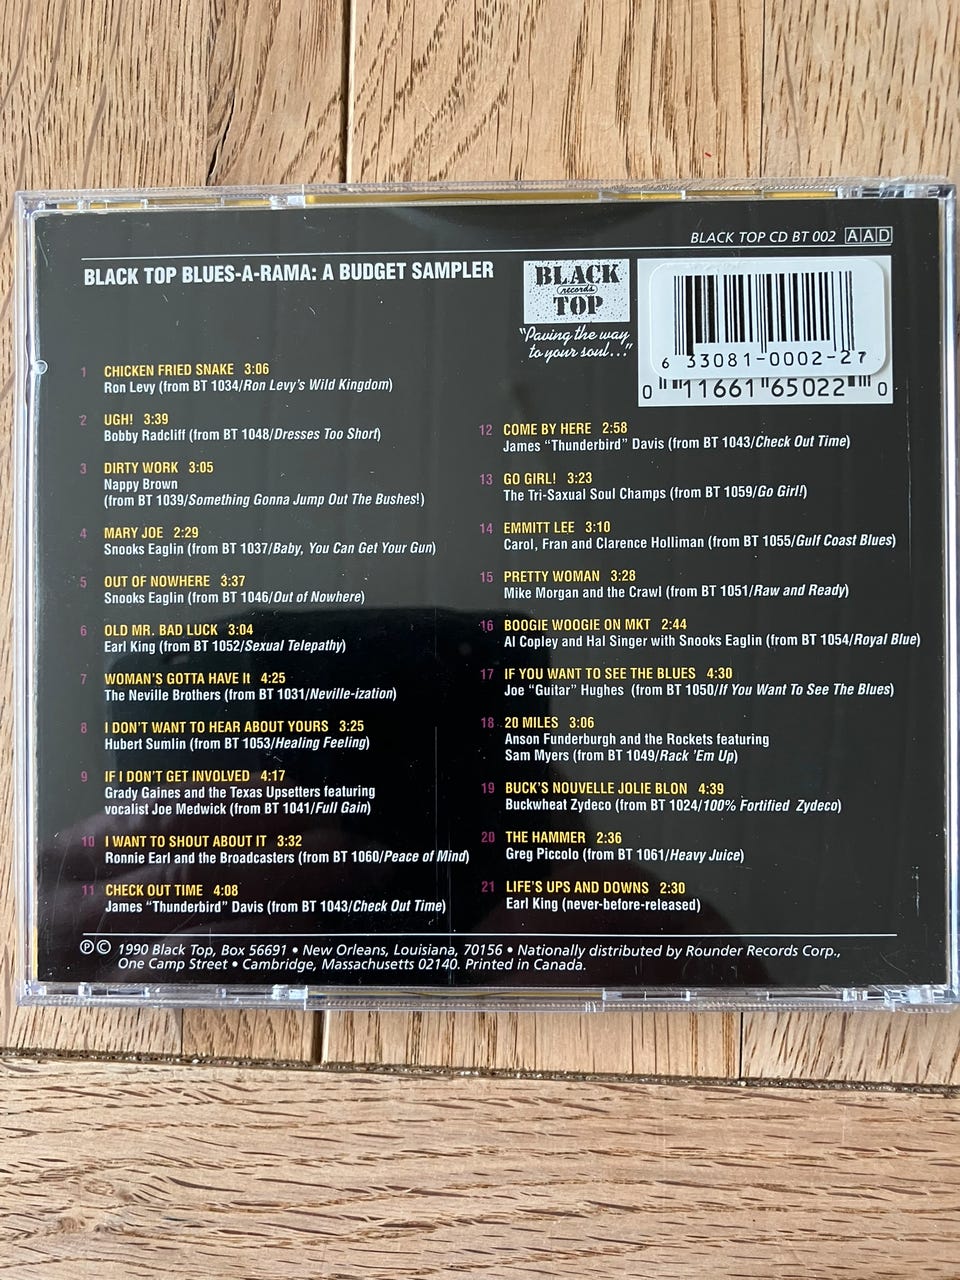 BLACK TOP CD BT 002 AAD
BLACK TOP BLUES-A-RAMA: A BUDGET SAMPLER
BLACK
records
TOP
"Paving the way
to your soul..."
6 33081-0002-27
0 11661 65022 0
1 CHICKEN FRIED SNAKE 3:06
Ron Levy (from BT 1034/Ron Levy's Wild Kingdom)
2 UGH! 3:39
Bobby Radcliff (from BT 1048/Dresses Too Short)
3 DIRTY WORK 3:05
Nappy Brown
(from BT 1039/Something Gonna Jump Out The Bushes!)
4 MARY JOE 2:29
Snooks Eaglin (from BT 1037/Baby, You Can Get Your Gun)
5 OUT OF NOWHERE 3:37
Snooks Eaglin (from BT 1046/Out of Nowhere)
6 OLD MR. BAD LUCK 3:04
Earl King (from BT 1052/Sexual Telepathy)
7 WOMAN'S GOTTA HAVE It 4:25
The Neville Brothers (from BT 1031/Neville-ization)
8 I DON'T WANT TO HEAR ABOUT YOURS 3:25
Hubert Sumlin (from BT 1053/Healing Feeling)
9 IF I DON'T GET INVOLVED 4:17
Grady Gaines and the Texas Upsetters featuring
vocalist Joe Medwick (from BT 1041/Full Gain)
10 I WANT TO SHOUT ABOUT IT 3:32
Ronnie Earl and the Broadcasters (from BT 1060/Peace of Mind)
11 CHECK OUT TIME 4:08
James "Thunderbird" Davis (from BT 1043/Check Out Time)
12 COME BY HERE 2:58
James "Thunderbird" Davis (from BT 1043/Check Out Time)
13 GO GIRL! 3:23
The Tri-Saxual Soul Champs (from BT 1059/Go Girl!)
14 EMMITT LEE 3:10
Carol, Fran and Clarence Holliman (from BT 1055/Gulf Coast Blues)
15 PRETTY WOMAN 3:28
Mike Morgan and the Crawl (from BT 1051/Raw and Ready)
16 BOOGIE WOOGIE ON MKT 2:44
Al Copley and Hal Singer with Snooks Eaglin (from BT 1054/Royal Blue)
17 IF YOU WANT TO SEE THE BLUES 4:30
Joe "Guitar" Hughes (from BT 1050/If You Want To See The Blues)
18 20 MILES 3:06
Anson Funderburgh and the Rockets featuring
Sam Myers (from BT 1049/Rack 'Em Up)
19 BUCK'S NOUVELLE JOLIE BLON 4:39
Buckwheat Zydeco (from BT 1024/100% Fortified Zydeco)
20 THE HAMMER 2:36
Greg Piccolo (from BT 1061/Heavy Juice)
21 LIFE'S UPS AND DOWNS 2:30
Earl King (never-before-released)
℗© 1990 Black Top, Box 56691 • New Orleans, Louisiana, 70156 • Nationally distributed by Rounder Records Corp.,
One Camp Street • Cambridge, Massachusetts 02140. Printed in Canada.